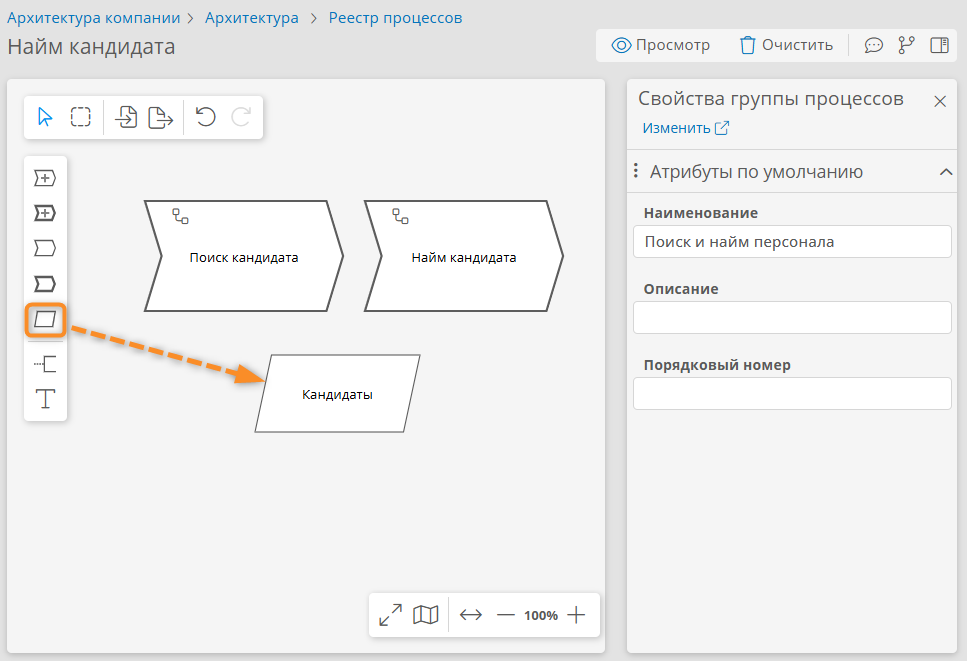 Архитектура компании > Архитектура > Реестр процессов
Найм кандидата
Просмотр
Очистить
Поиск кандидата
Найм кандидата
Кандидаты
100%
Свойства группы процессов
Изменить
Атрибуты по умолчанию
Наименование
Поиск и найм персонала
Описание
Порядковый номер